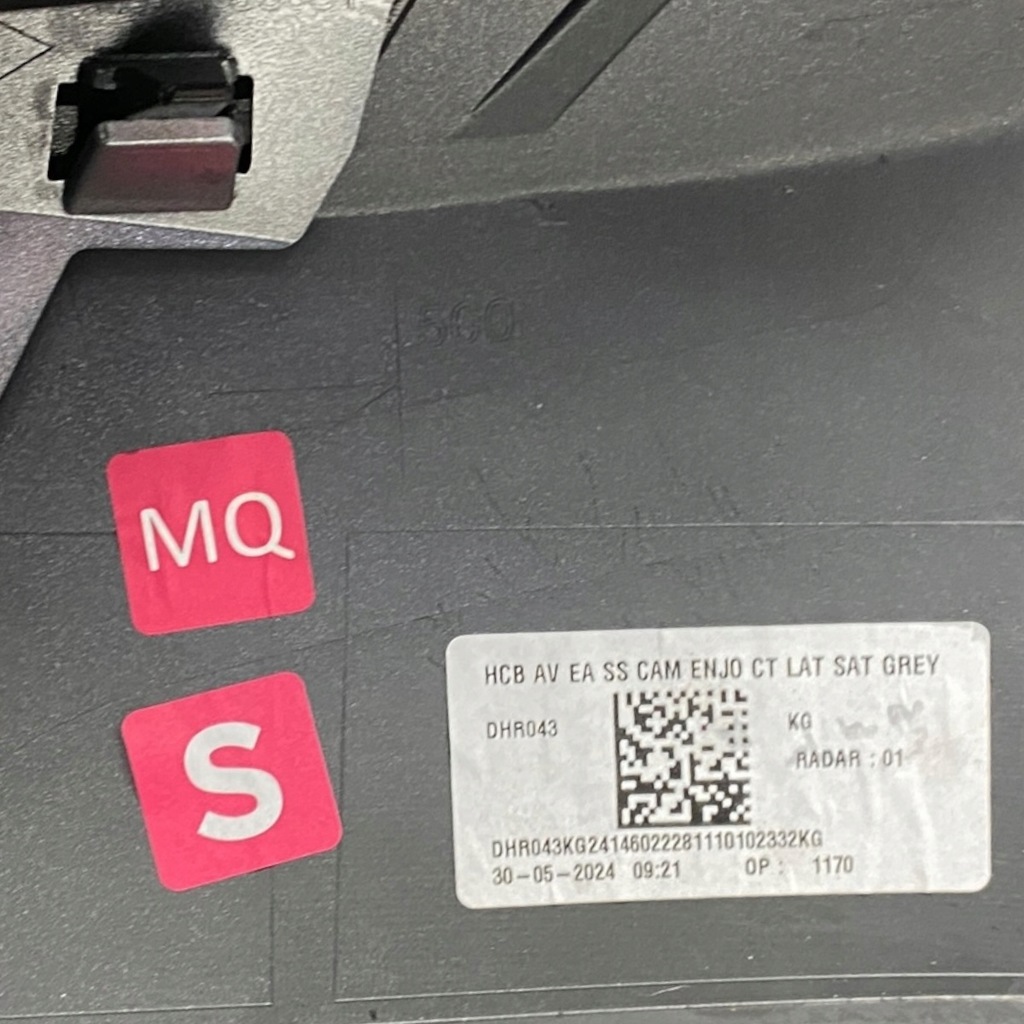 MQ
S
HCB AV EA SS CAM ENJO CT LAT SAT GREY
DHR043
KG
RADAR : 01
DHR043KG24146022281110102332KG
30-05-2024 09:21 OP : 1170